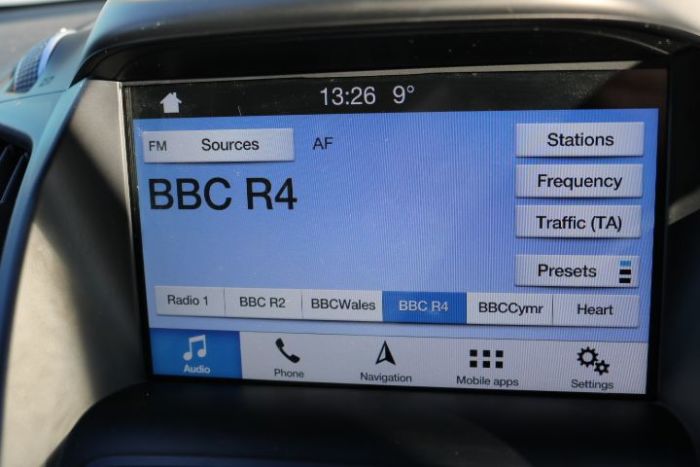 13:26 9°
FM Sources AF
Stations
BBC R4
Frequency
Traffic (TA)
Presets
Radio 1 BBC R2 BBCWales BBC R4 BBCCymr Heart
Audio Phone Navigation Mobile apps Settings